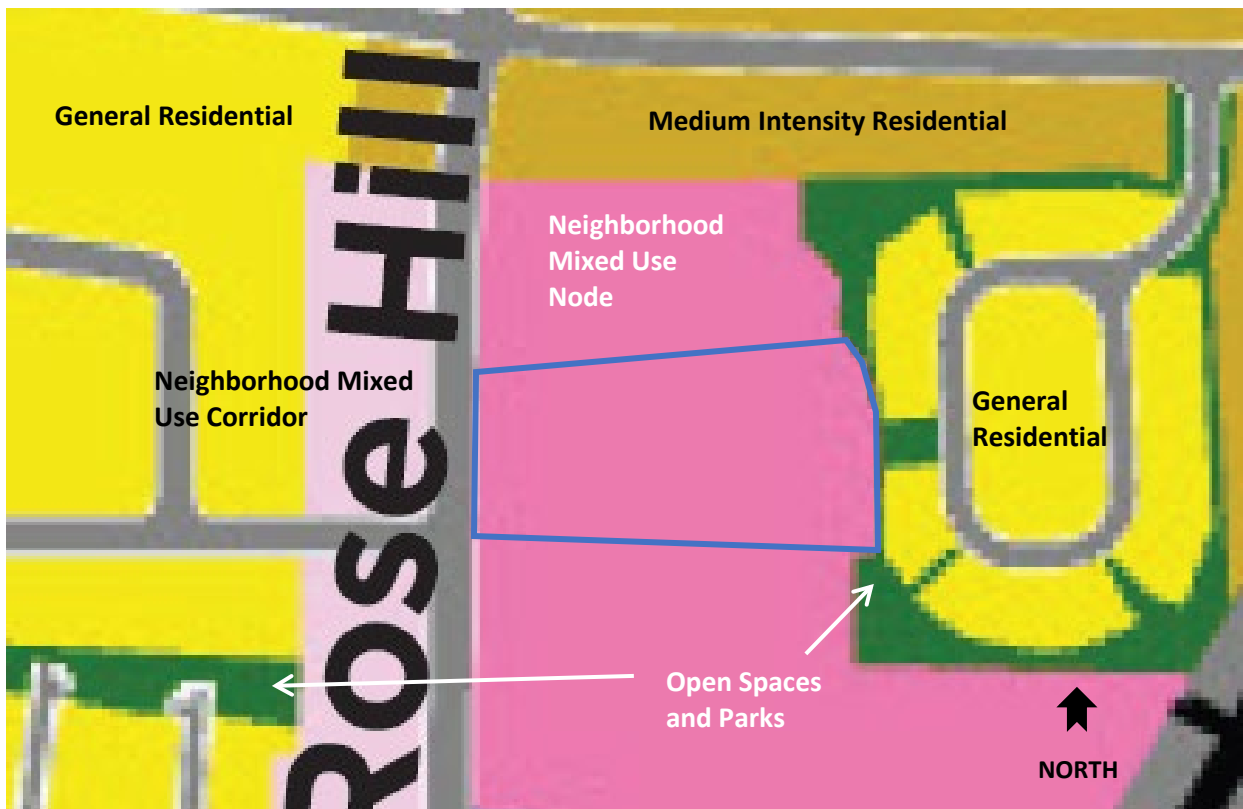 General Residential
Medium Intensity Residential
Rose Hill
Neighborhood
Mixed Use
Node
Neighborhood Mixed
Use Corridor
General
Residential
Open Spaces
and Parks
NORTH